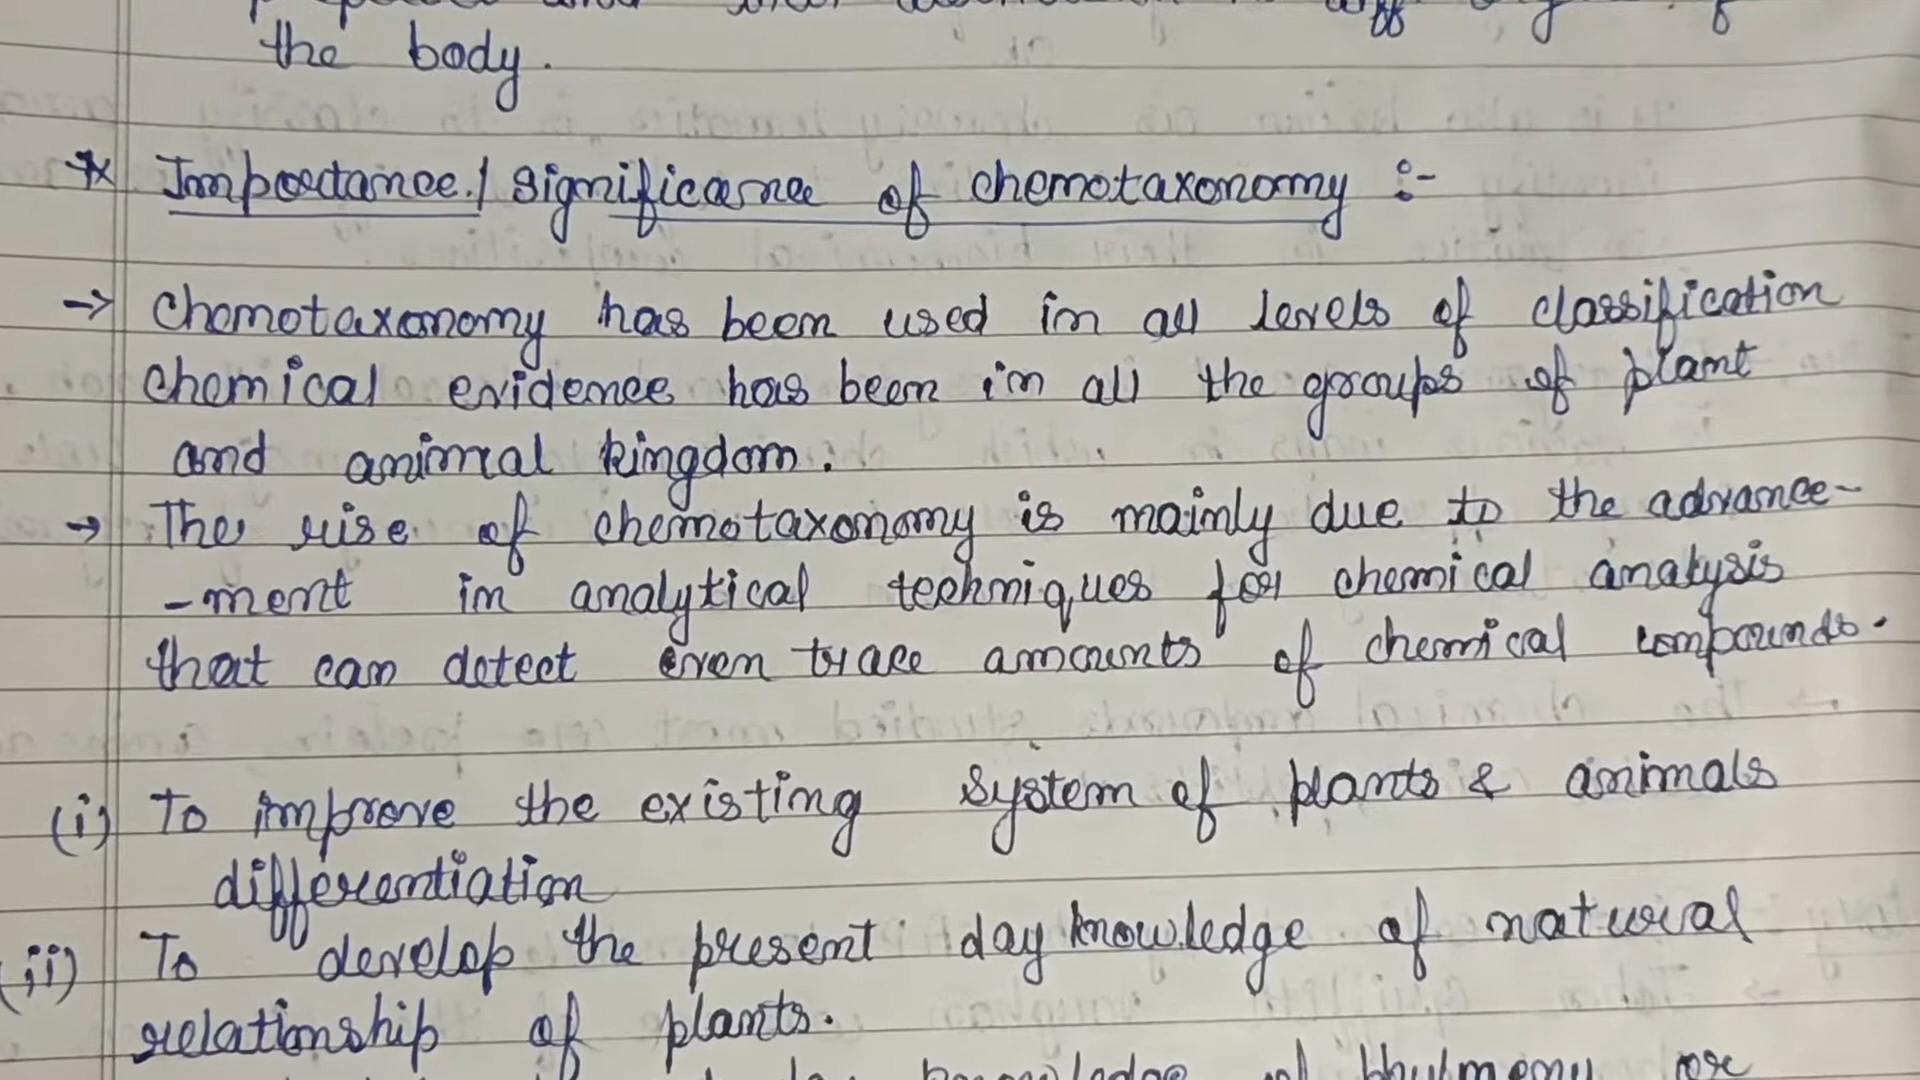 the body.
* Importance / Significance of chemotaxonomy :-
→ Chemotaxonomy has been used in all levels of classification
chemical evidence has been in all the groups of plant
and animal kingdom.
→ The rise of chemotaxonomy is mainly due to the advance-
-ment in analytical techniques for chemical analysis
that can detect even trace amounts of chemical compounds.
(i) To improve the existing system of plants & animals
differentiation
(ii) To develop the present day knowledge of natural
relationship of plants.
knowledge of